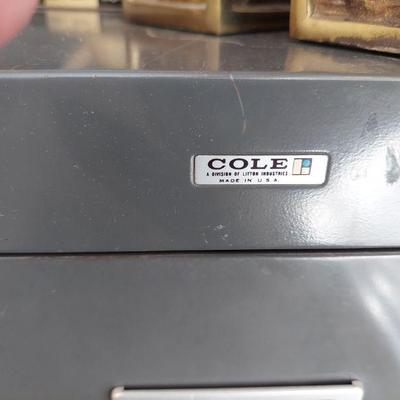 COLE
A DIVISION OF LITTON INDUSTRIES
MADE IN U.S.A.